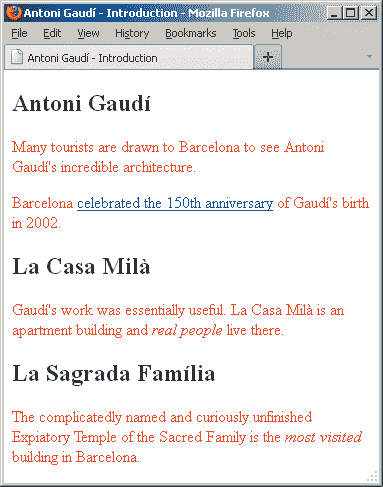 Antoni Gaudí - Introduction - Mozilla Firefox
File Edit View History Bookmarks Tools Help
Antoni Gaudí - Introduction
Antoni Gaudí
Many tourists are drawn to Barcelona to see Antoni
Gaudí's incredible architecture.
Barcelona celebrated the 150th anniversary of Gaudí's birth
in 2002.
La Casa Milà
Gaudí's work was essentially useful. La Casa Milà is an
apartment building and real people live there.
La Sagrada Família
The complicatedly named and curiously unfinished
Expiatory Temple of the Sacred Family is the most visited
building in Barcelona.